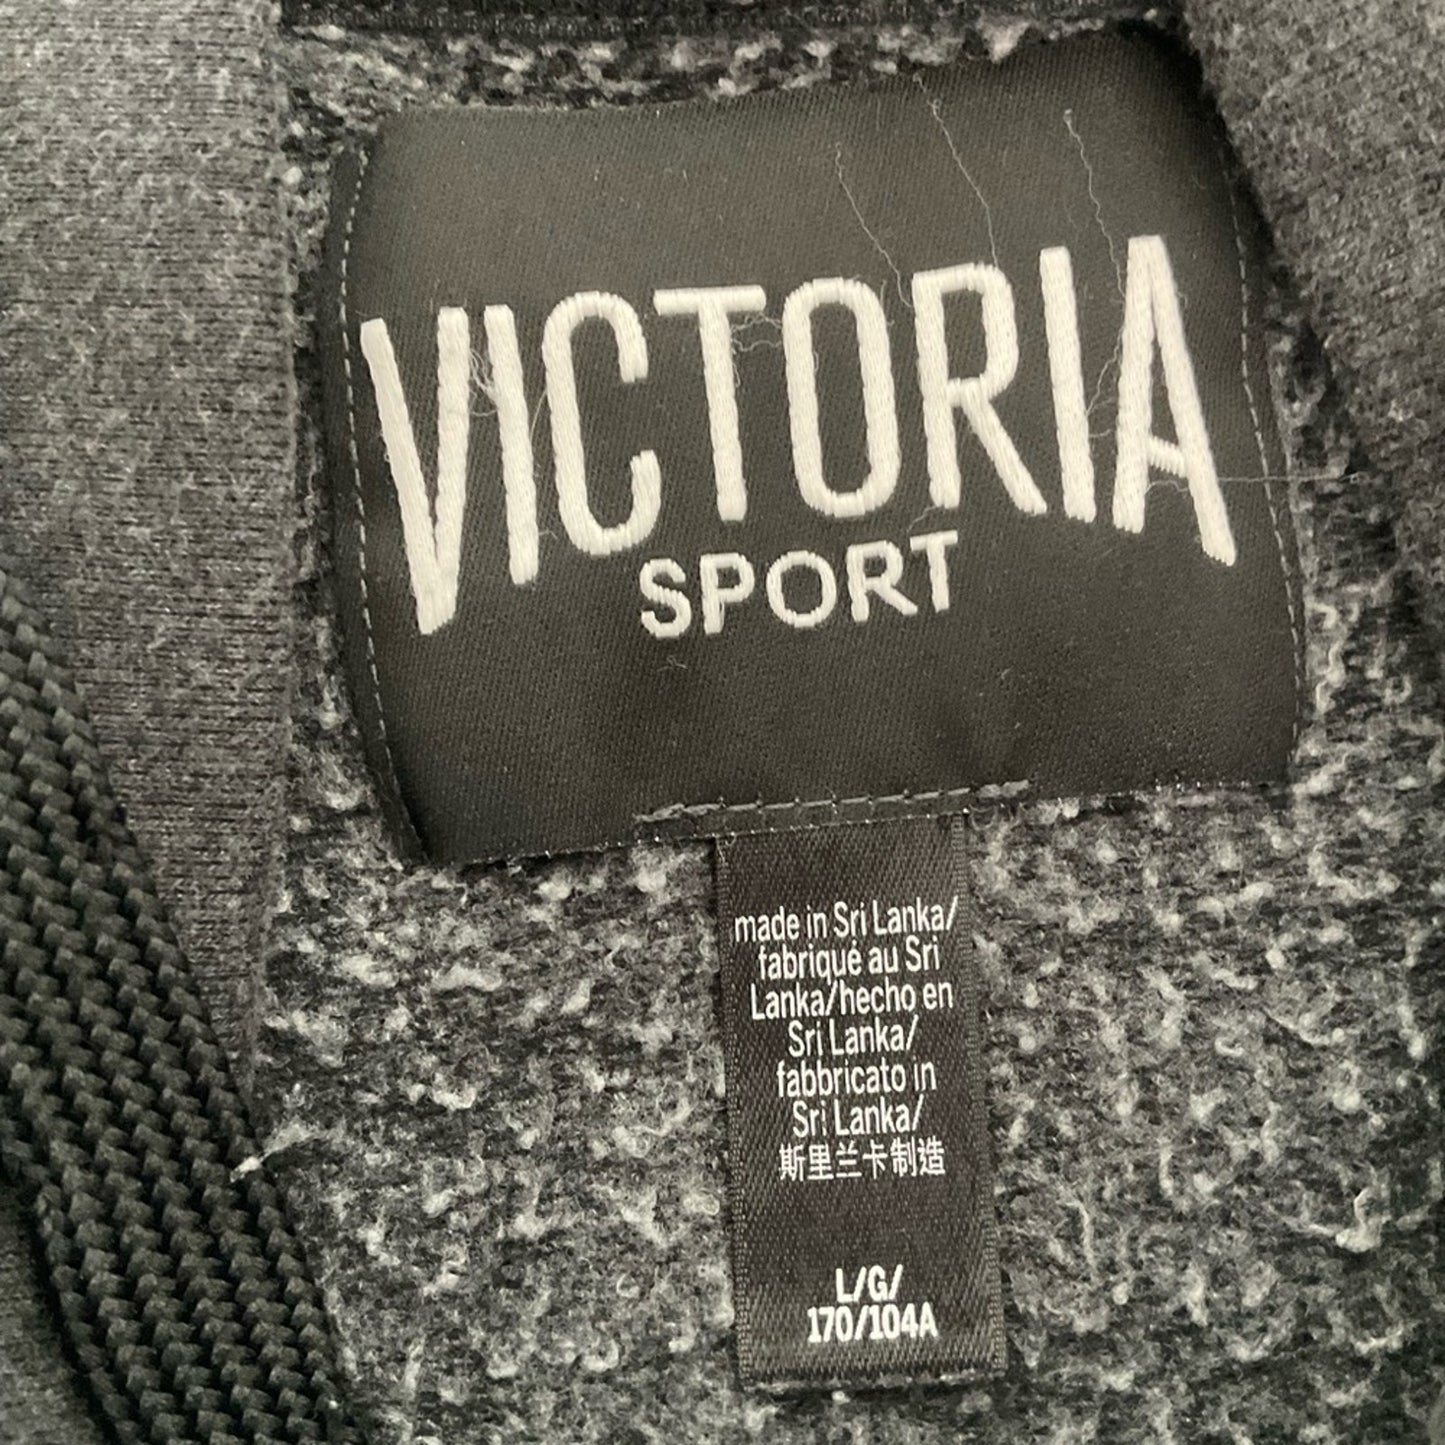 VICTORIA
SPORT
made in Sri Lanka/
fabriqué au Sri
Lanka/hecho en
Sri Lanka/
fabbricato in
Sri Lanka/
斯里兰卡制造
L/G/
170/104A